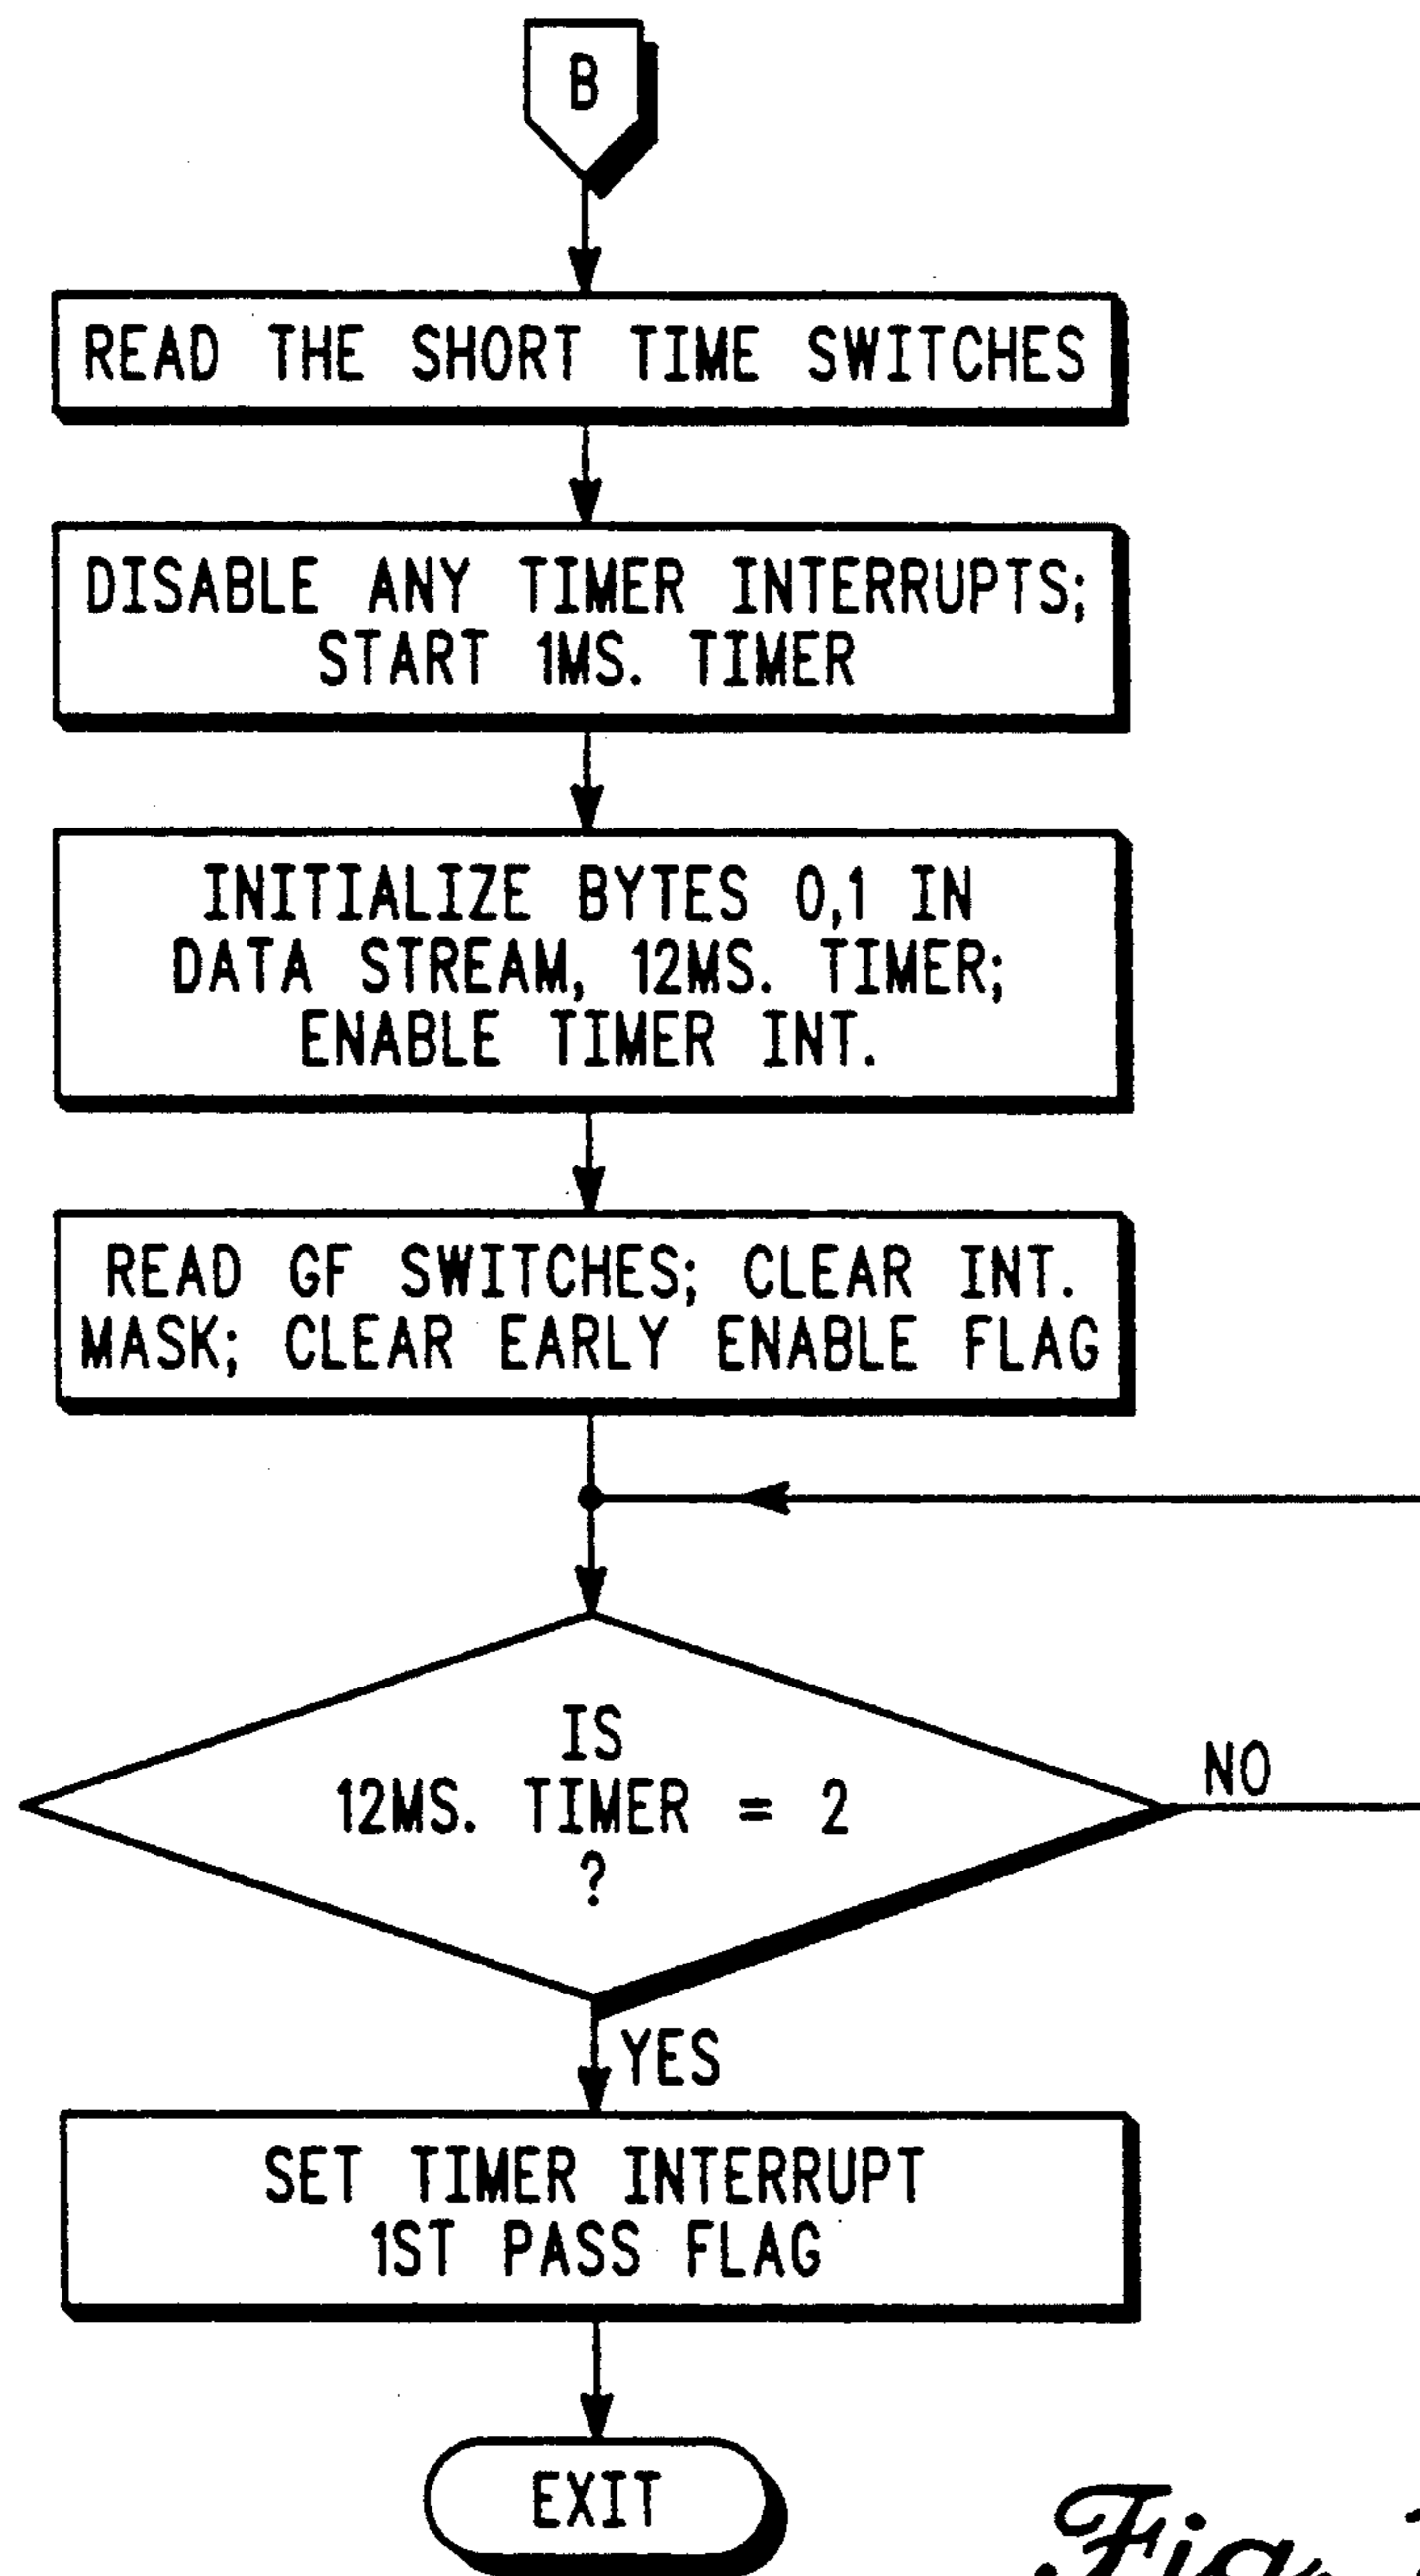 B
READ THE SHORT TIME SWITCHES
DISABLE ANY TIMER INTERRUPTS;
START 1MS. TIMER
INITIALIZE BYTES 0,1 IN
DATA STREAM, 12MS. TIMER;
ENABLE TIMER INT.
READ GF SWITCHES; CLEAR INT.
MASK; CLEAR EARLY ENABLE FLAG
IS
12MS. TIMER = 2
?
NO
YES
SET TIMER INTERRUPT
1ST PASS FLAG
EXIT
Fig.